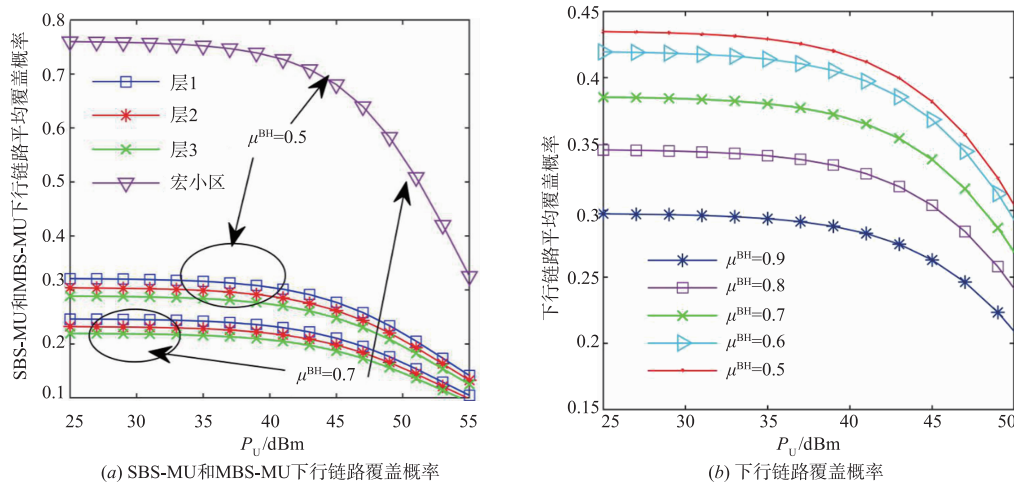 SBS-MU和MBS-MU下行链路平均覆盖概率
0.8
0.7
0.6
0.5
0.4
0.3
0.2
0.1
层1
层2
层3
宏小区
μBH=0.5
μBH=0.7
25 30 35 40 45 50 55
PU/dBm
(a) SBS-MU和MBS-MU下行链路覆盖概率
下行链路平均覆盖概率
0.45
0.4
0.35
0.3
0.25
0.2
0.15
μBH=0.9
μBH=0.8
μBH=0.7
μBH=0.6
μBH=0.5
25 30 35 40 45 50
PU/dBm
(b) 下行链路覆盖概率